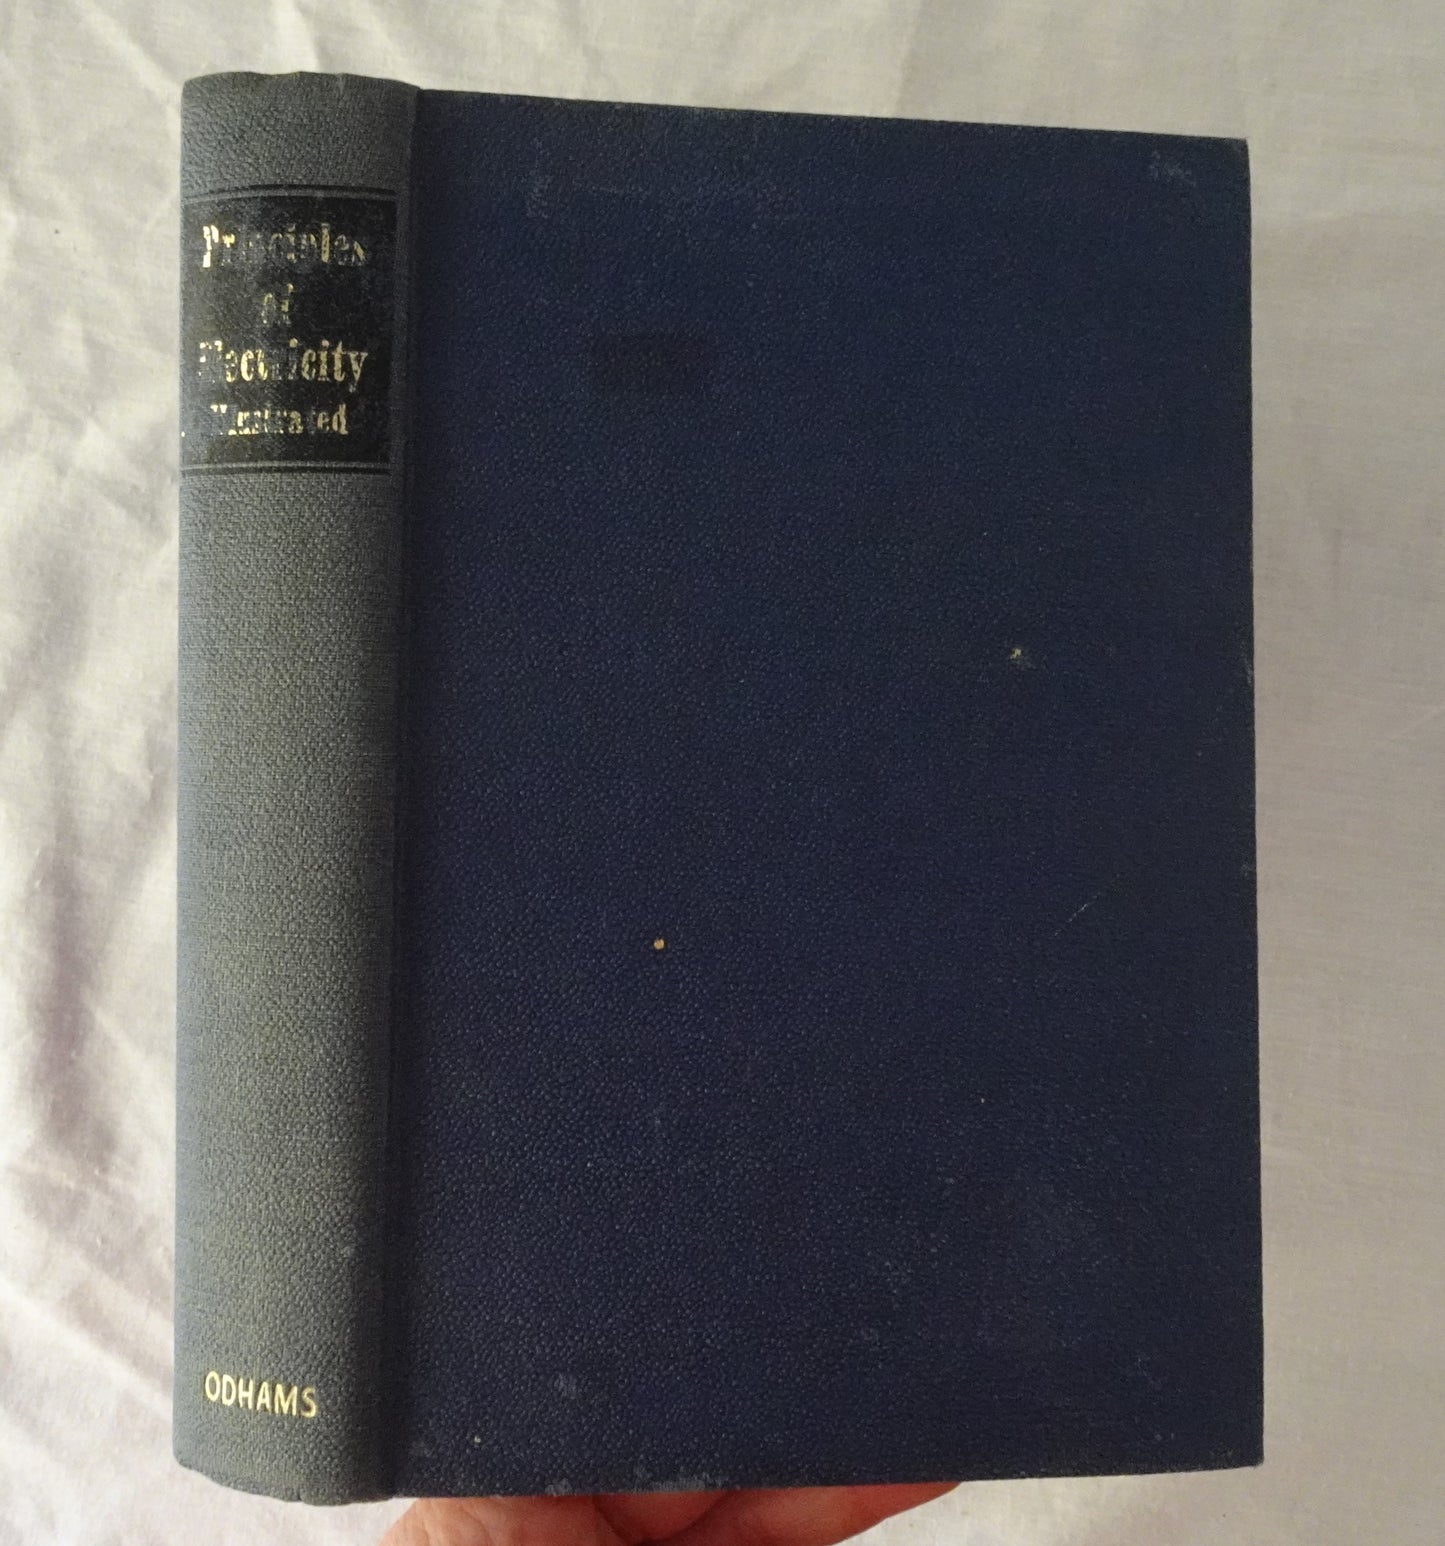 Principles
of
Electricity
Illustrated
ODHAMS